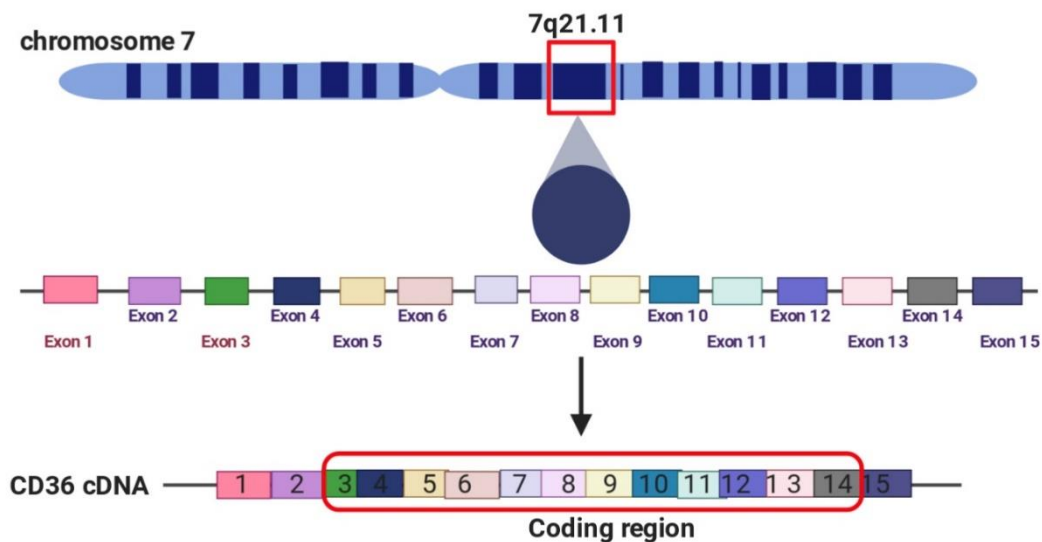 7q21.11
chromosome 7
Exon 2 Exon 4 Exon 6 Exon 8 Exon 10 Exon 12 Exon 14
Exon 1 Exon 3 Exon 5 Exon 7 Exon 9 Exon 11 Exon 13 Exon 15
CD36 cDNA 1 2 3 4 5 6 7 8 9 10 11 12 1 3 14 15
Coding region